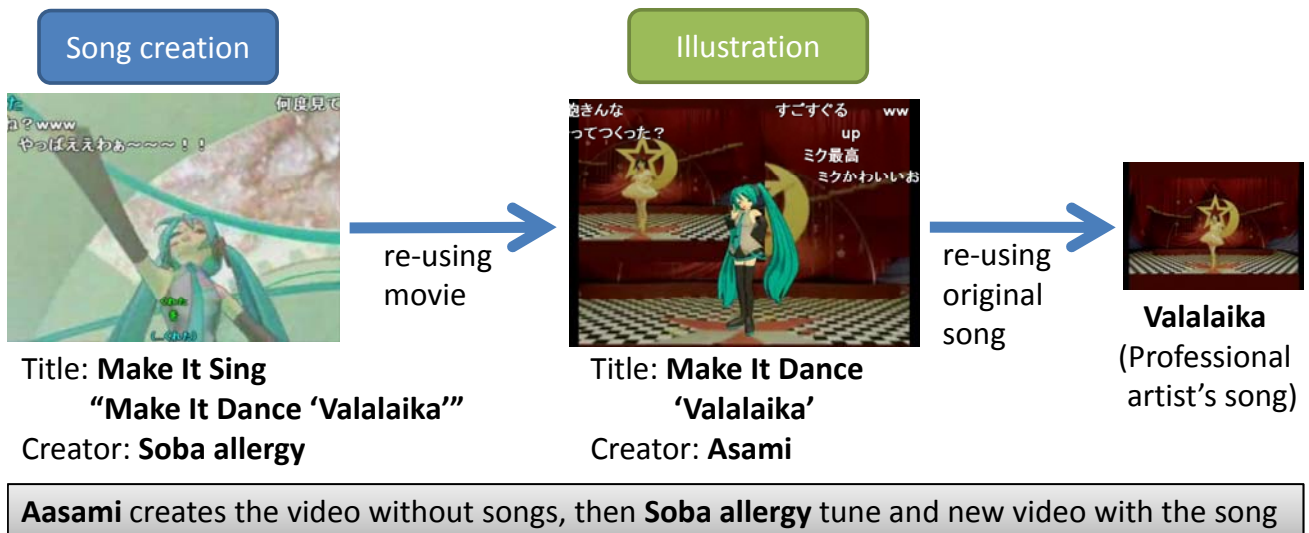 Song creation
Illustration
た
何度見て
ね？www
やっぱええわぁ～～～！！
抱きんな
すごすぐる ww
ってつくった？
up
ミク最高
ミクかわいいお
re-using
movie
re-using
original
song
Title: Make It Sing
“Make It Dance ‘Valalaika’”
Creator: Soba allergy
Title: Make It Dance
‘Valalaika’
Creator: Asami
Valalaika
(Professional
artist’s song)
Aasami creates the video without songs, then Soba allergy tune and new video with the song